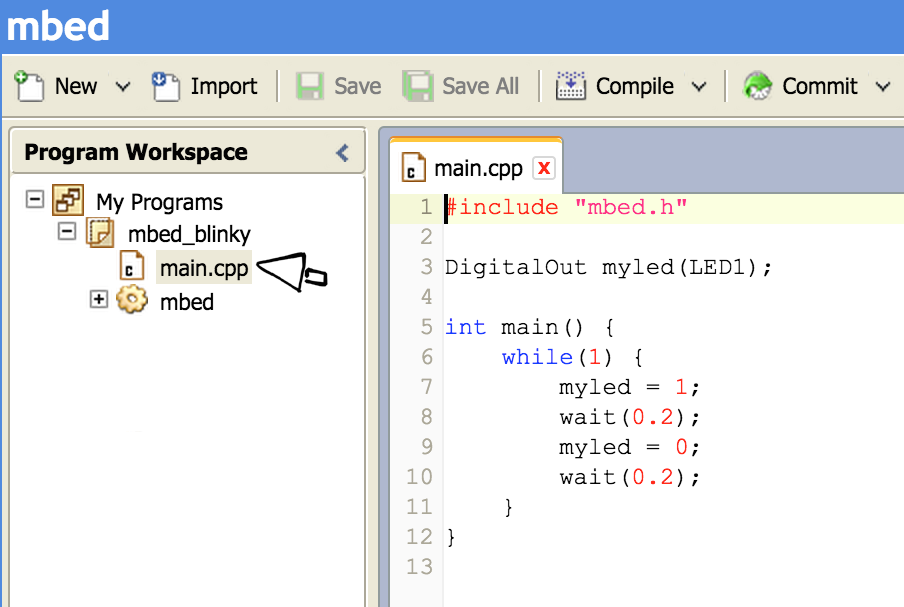 mbed
New Import Save Save All Compile Commit
Program Workspace
My Programs
mbed_blinky
main.cpp
mbed
main.cpp x
1 #include "mbed.h"
2
3 DigitalOut myled(LED1);
4
5 int main() {
6     while(1) {
7         myled = 1;
8         wait(0.2);
9         myled = 0;
10         wait(0.2);
11     }
12 }
13